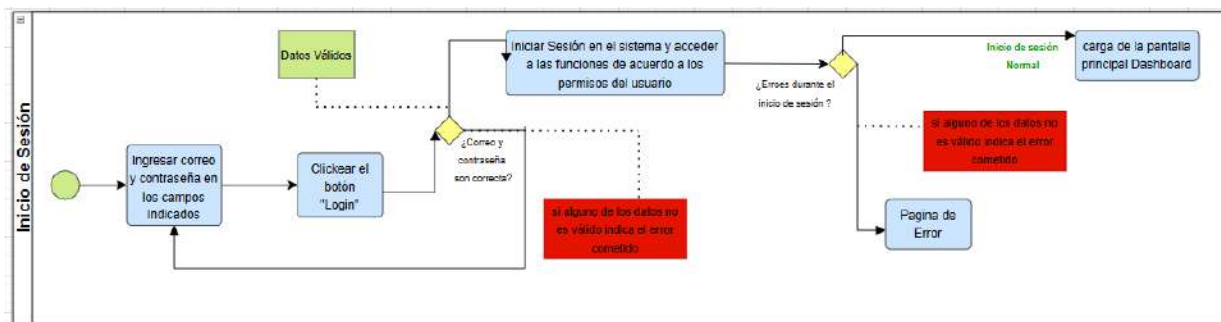 Inicio de Sesión
Ingresar correo
y contraseña en
los campos
indicados
Clickear el
botón
"Login"
Datos Válidos
¿Correo y
contraseña
son correcta?
si alguno de los datos no
es válido indica el error
cometido
Iniciar Sesión en el sistema y acceder
a las funciones de acuerdo a los
permisos del usuario
¿Erroes durante el
inicio de sesión ?
Inicio de sesión
Normal
carga de la pantalla
principal Dashboard
si alguno de los datos no
es válido indica el error
cometido
Pagina de
Error